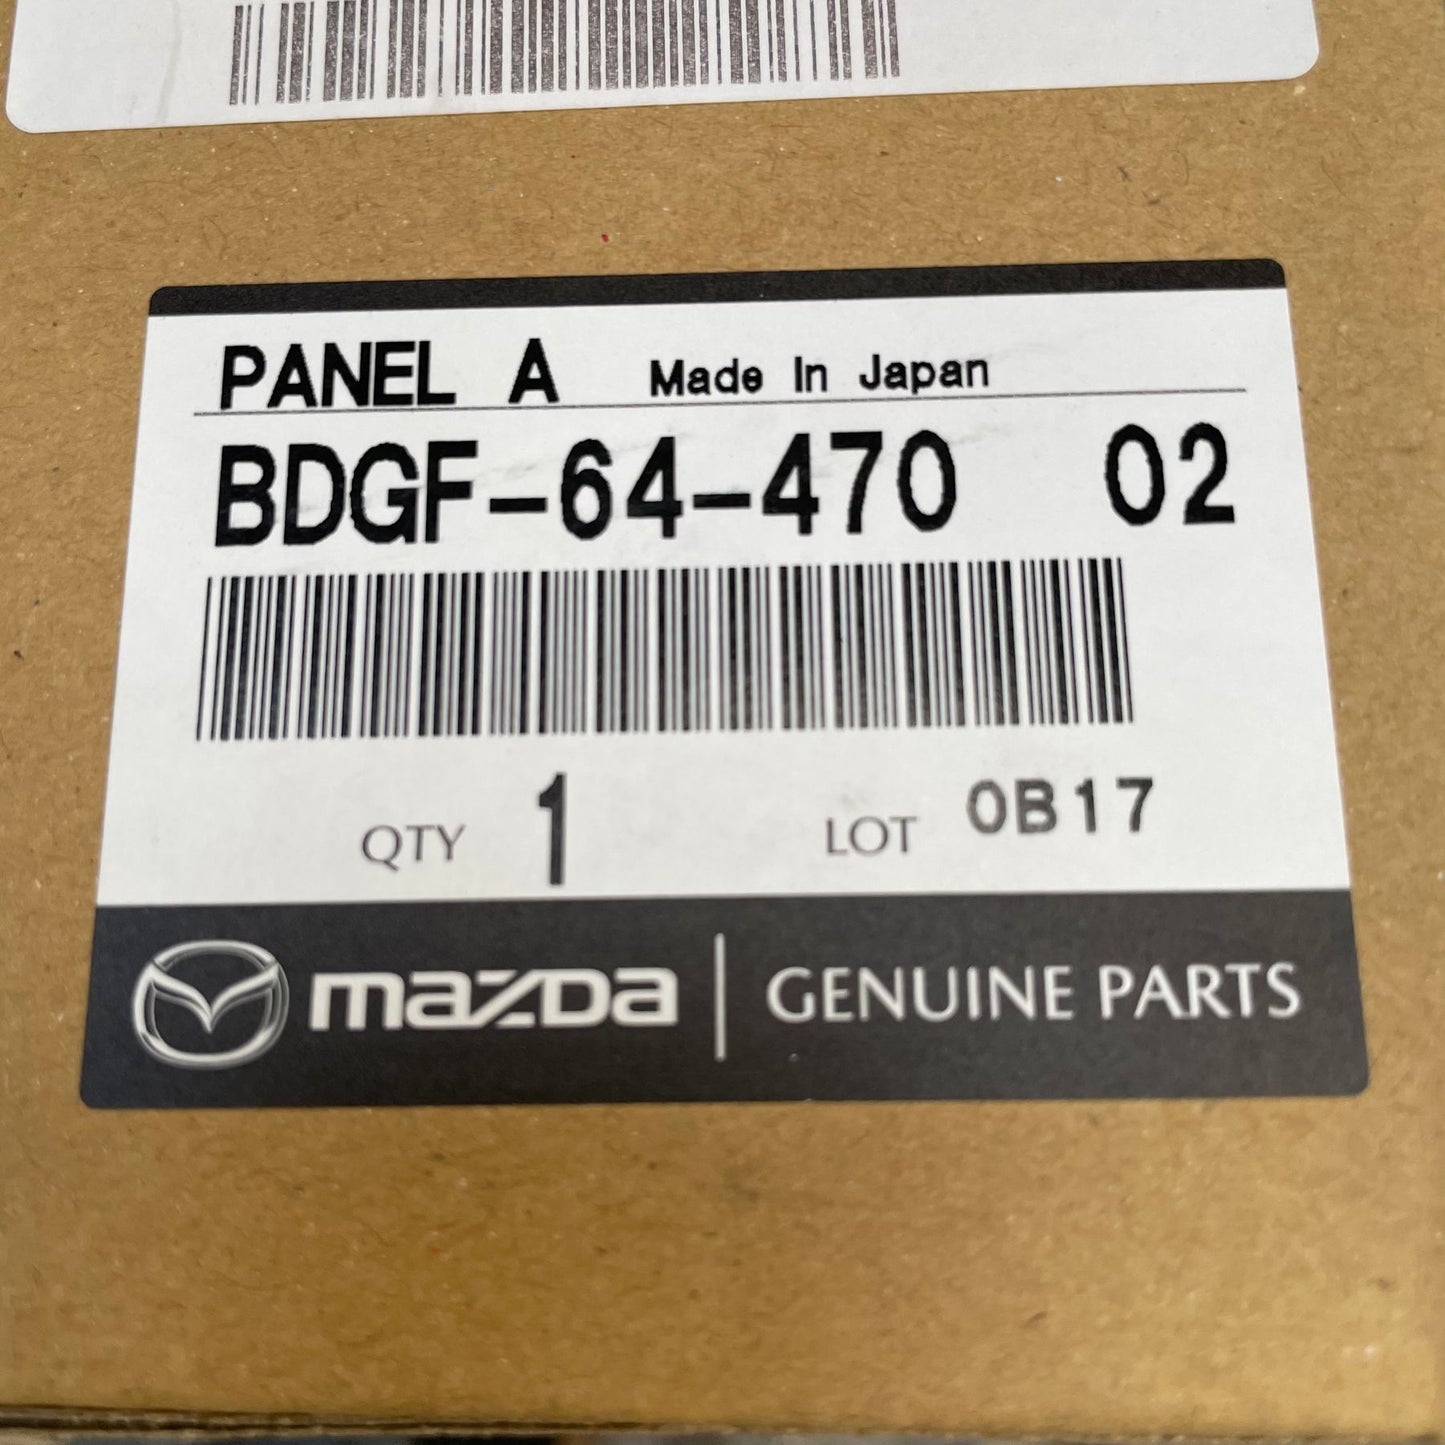 PANEL A Made In Japan
BDGF-64-470 02
QTY 1 LOT 0B17
mazda GENUINE PARTS